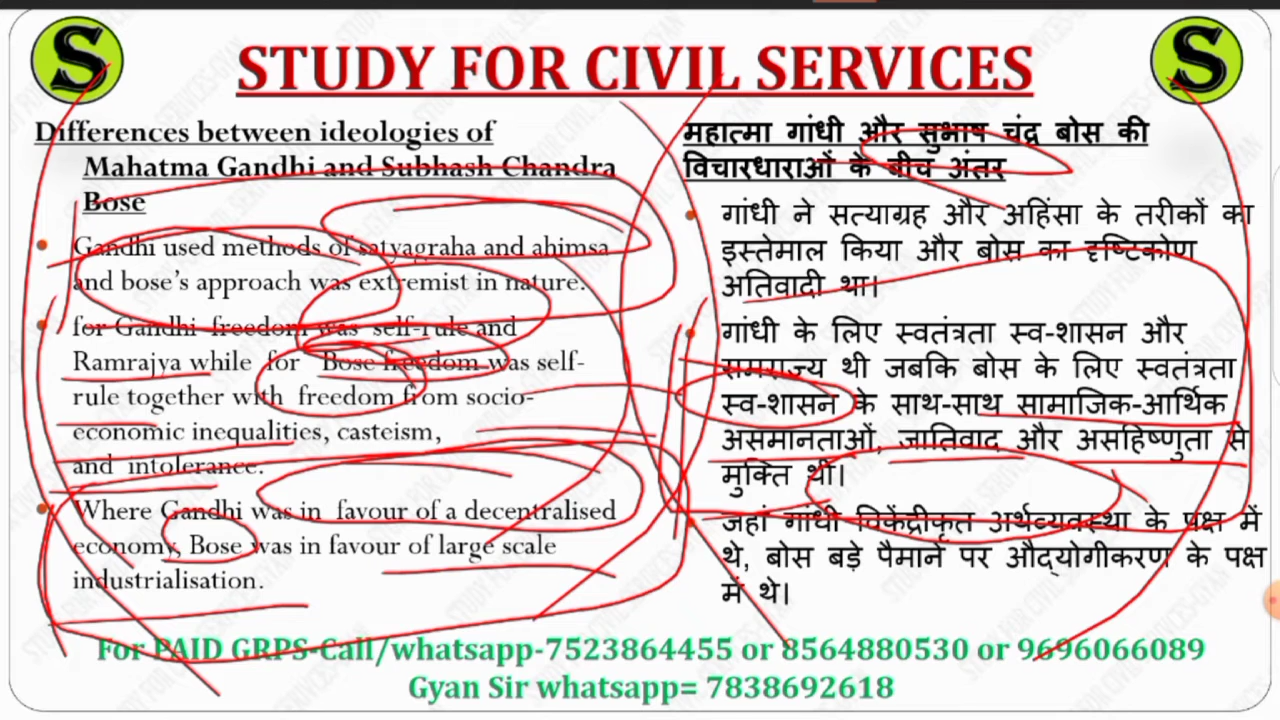 S
STUDY FOR CIVIL SERVICES
S
Differences between ideologies of
Mahatma Gandhi and Subhash Chandra
Bose
Gandhi used methods of satyagraha and ahimsa
and bose's approach was extremist in nature.
for Gandhi freedom was self-rule and
Ramrajya while for Bose freedom was self-
rule together with freedom from socio-
economic inequalities, casteism,
and intolerance.
Where Gandhi was in favour of a decentralised
economy, Bose was in favour of large scale
industrialisation.
महात्मा गांधी और सुभाष चंद्र बोस की
विचारधाराओं के बीच अंतर
गांधी ने सत्याग्रह और अहिंसा के तरीकों का
इस्तेमाल किया और बोस का दृष्टिकोण
अतिवादी था।
गांधी के लिए स्वतंत्रता स्व-शासन और
रामराज्य थी जबकि बोस के लिए स्वतंत्रता
स्व-शासन के साथ-साथ सामाजिक-आर्थिक
असमानताओं, जातिवाद और असहिष्णुता से
मुक्ति थी।
जहां गांधी विकेंद्रीकृत अर्थव्यवस्था के पक्ष में
थे, बोस बड़े पैमाने पर औद्योगीकरण के पक्ष
में थे।
For PAID GRPS-Call/whatsapp-7523864455 or 8564880530 or 9696066089
Gyan Sir whatsapp= 7838692618